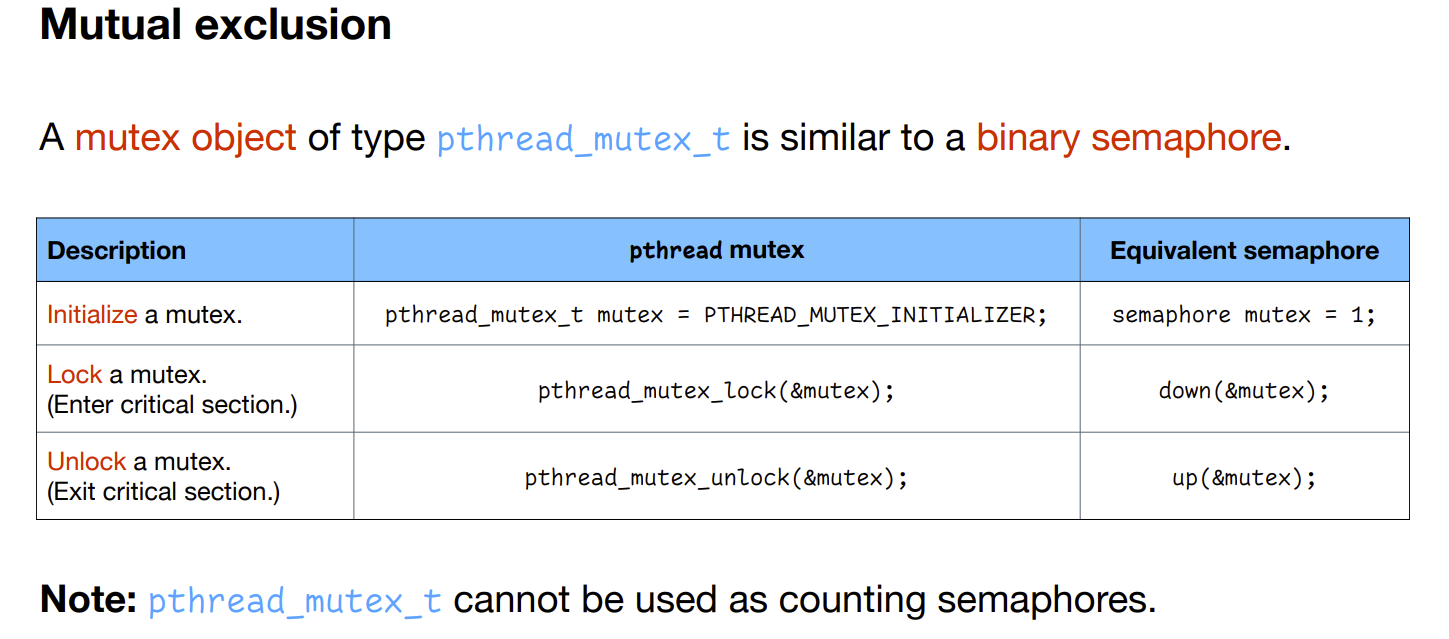 Mutual exclusion
A mutex object of type pthread_mutex_t is similar to a binary semaphore.
Description pthread mutex Equivalent semaphore
Initialize a mutex. pthread_mutex_t mutex = PTHREAD_MUTEX_INITIALIZER; semaphore mutex = 1;
Lock a mutex.
(Enter critical section.) pthread_mutex_lock(&mutex); down(&mutex);
Unlock a mutex.
(Exit critical section.) pthread_mutex_unlock(&mutex); up(&mutex);
Note: pthread_mutex_t cannot be used as counting semaphores.